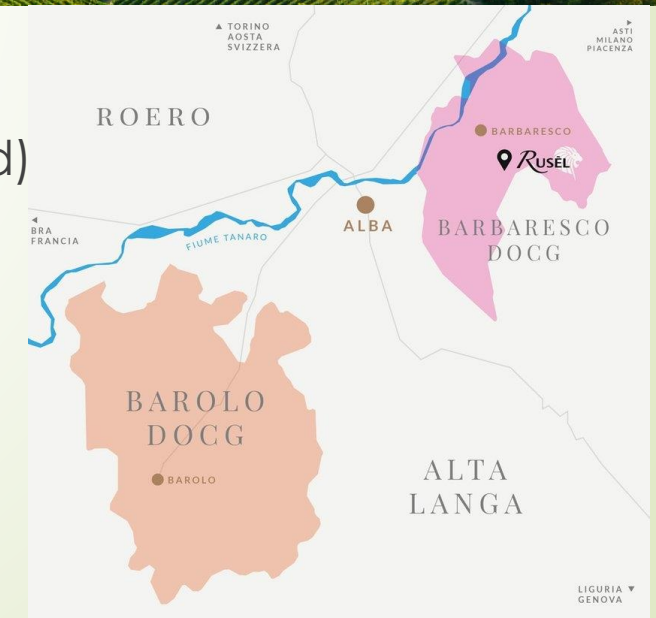 ▲ TORINO
AOSTA
SVIZZERA
▶
ASTI
MILANO
PIACENZA
ROERO
d)
BARBARESCO
RUSÈL
◀
BRA
FRANCIA
FIUME TANARO
ALBA
BARBARESCO
DOCG
BAROLO
DOCG
BAROLO
ALTA
LANGA
LIGURIA ▼
GENOVA